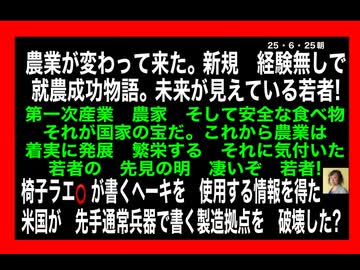 25・6・25朝
農業が変わって来た。新規　経験無しで
就農成功物語。未来が見えている若者!
第一次産業　農家　そして安全な食べ物
それが国家の宝だ。これから農業は
着実に発展　繁栄する　それに気付いた
若者の　先見の明　凄いぞ　若者!
椅子ラエ○が書くヘーキを　使用する情報を得た
米国が　先手通常兵器で書く製造拠点を　破壊した?